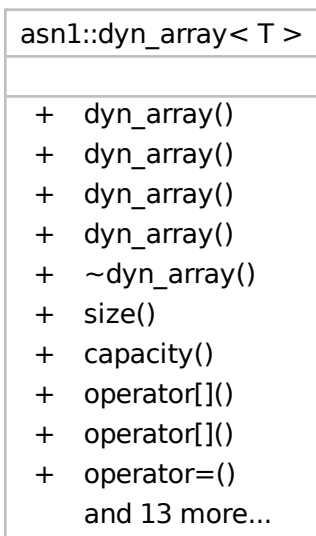 asn1::dyn_array< T >
+ dyn_array()
+ dyn_array()
+ dyn_array()
+ dyn_array()
+ ~dyn_array()
+ size()
+ capacity()
+ operator[]()
+ operator[]()
+ operator=()
and 13 more...